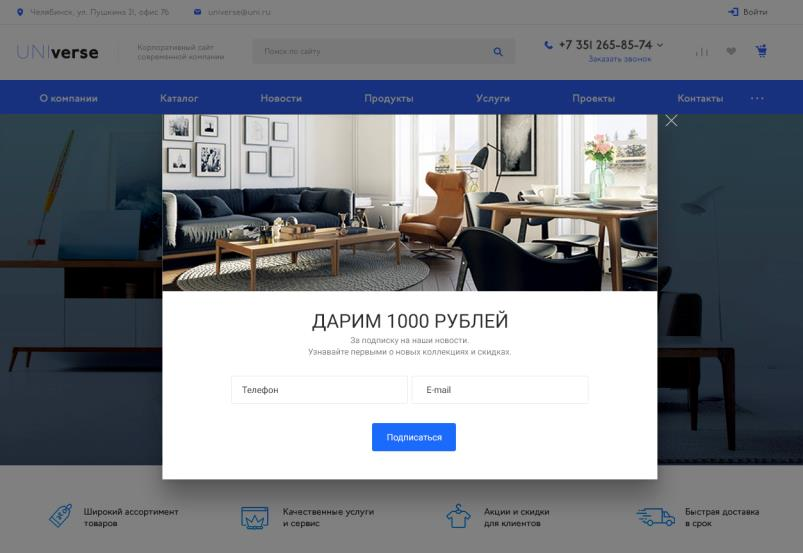 Челябинск, ул. Пушкина 31, офис 76
universe@uni.ru
Войти
UNIverse
Корпоративный сайт
современной компании
Поиск по сайту
+7 351 265-85-74
Заказать звонок
О компании
Каталог
Новости
Продукты
Услуги
Проекты
Контакты
ДАРИМ 1000 РУБЛЕЙ
За подписку на наши новости.
Узнавайте первыми о новых коллекциях и скидках.
Телефон
E-mail
Подписаться
Широкий ассортимент
товаров
Качественные услуги
и сервис
Акции и скидки
для клиентов
Быстрая доставка
в срок